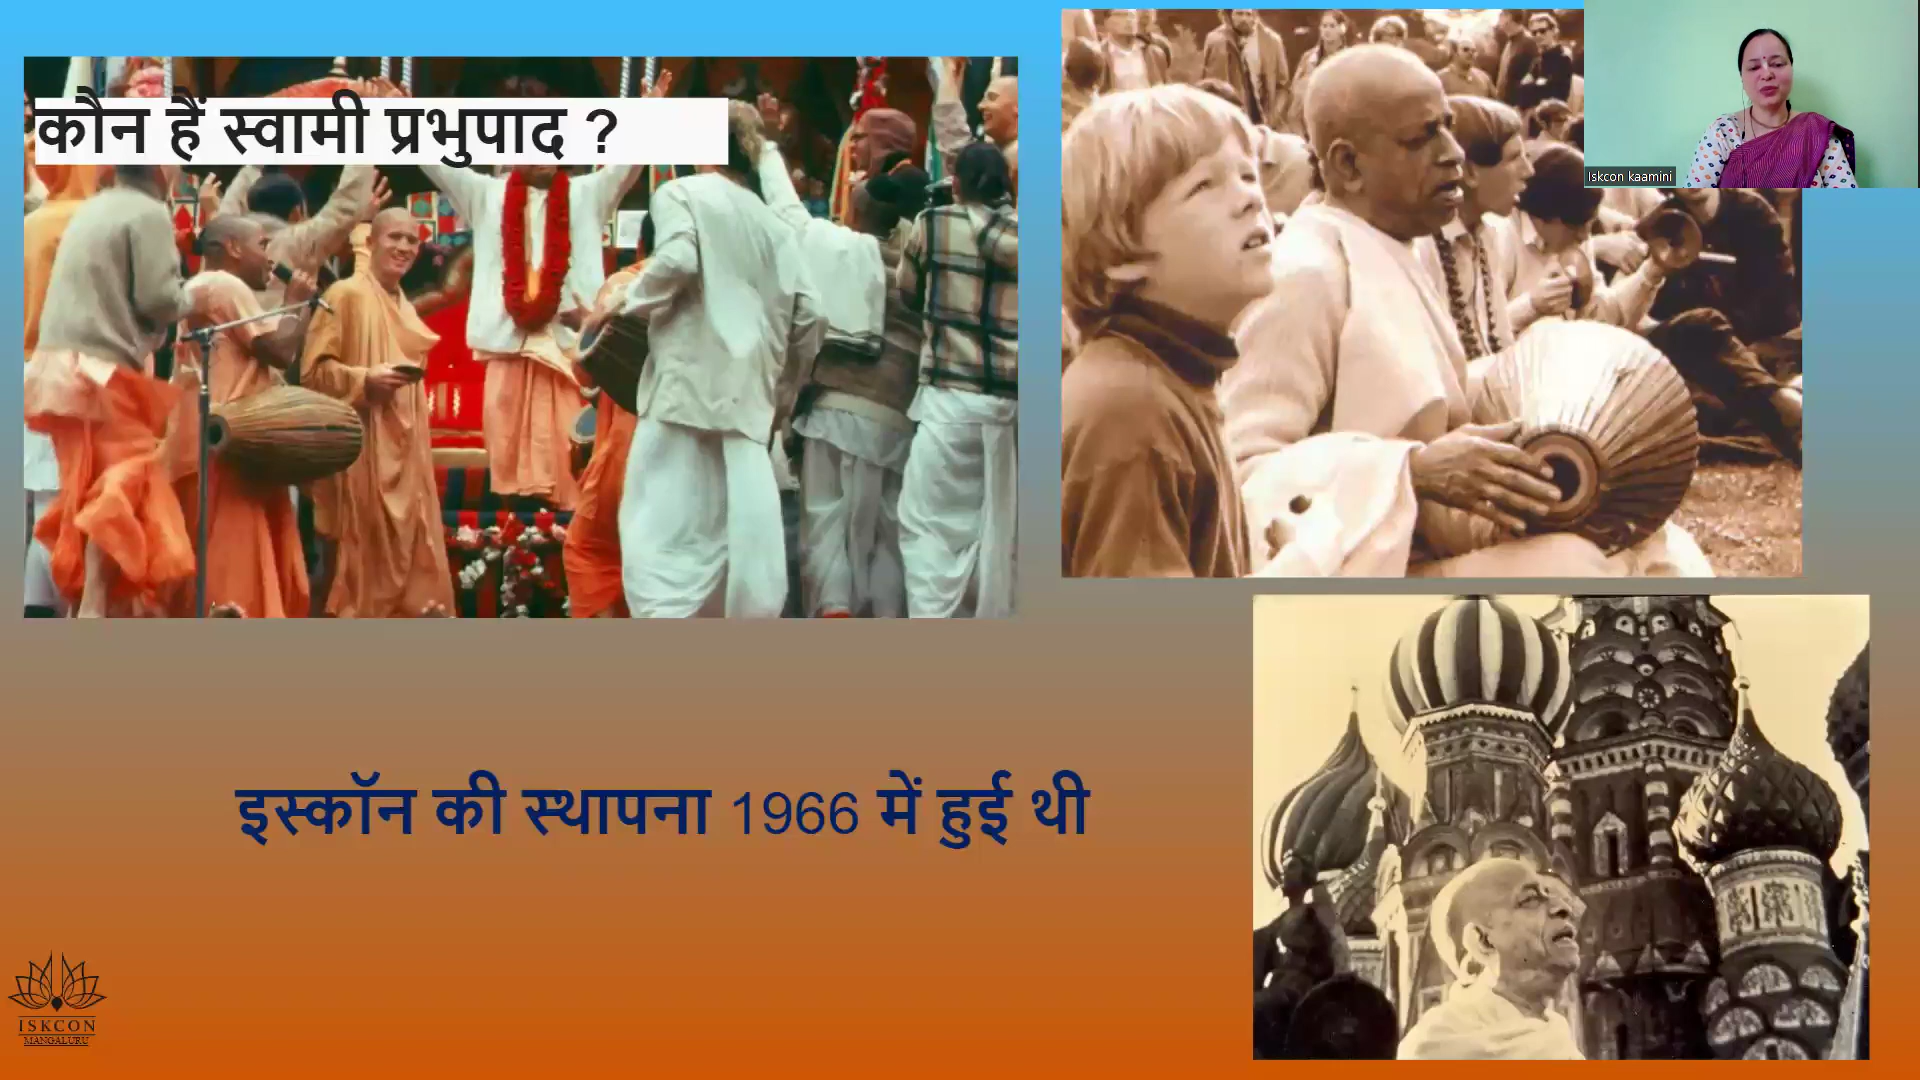 कौन हैं स्वामी प्रभुपाद ?
Iskcon kaamini
इस्कॉन की स्थापना 1966 में हुई थी
ISKCON
MANGALURU